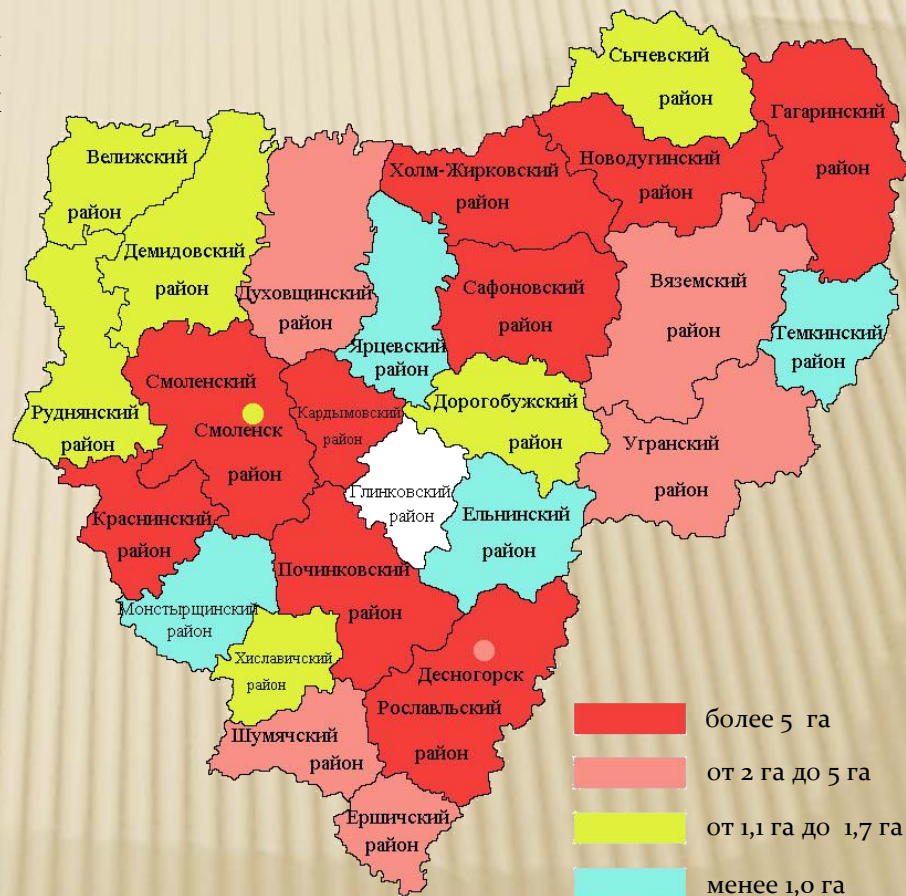 Сычевский
район
Гагаринский
район
Велижский
район
Холм-Жирковский
район
Новодугинский
район
Демидовский
район
Духовщинский
район
Сафоновский
район
Вяземский
район
Темкинский
район
Ярцевский
район
Смоленский
Смоленск
район
Кардымовский
район
Дорогобужский
район
Руднянский
район
Угранский
район
Глинковский
район
Ельнинский
район
Краснинский
район
Починковский
район
Монстырщинский
район
Хиславичский
район
Десногорск
Рославльский
район
Шумячский
район
Ершичский
район
более 5 га
от 2 га до 5 га
от 1,1 га до 1,7 га
менее 1,0 га